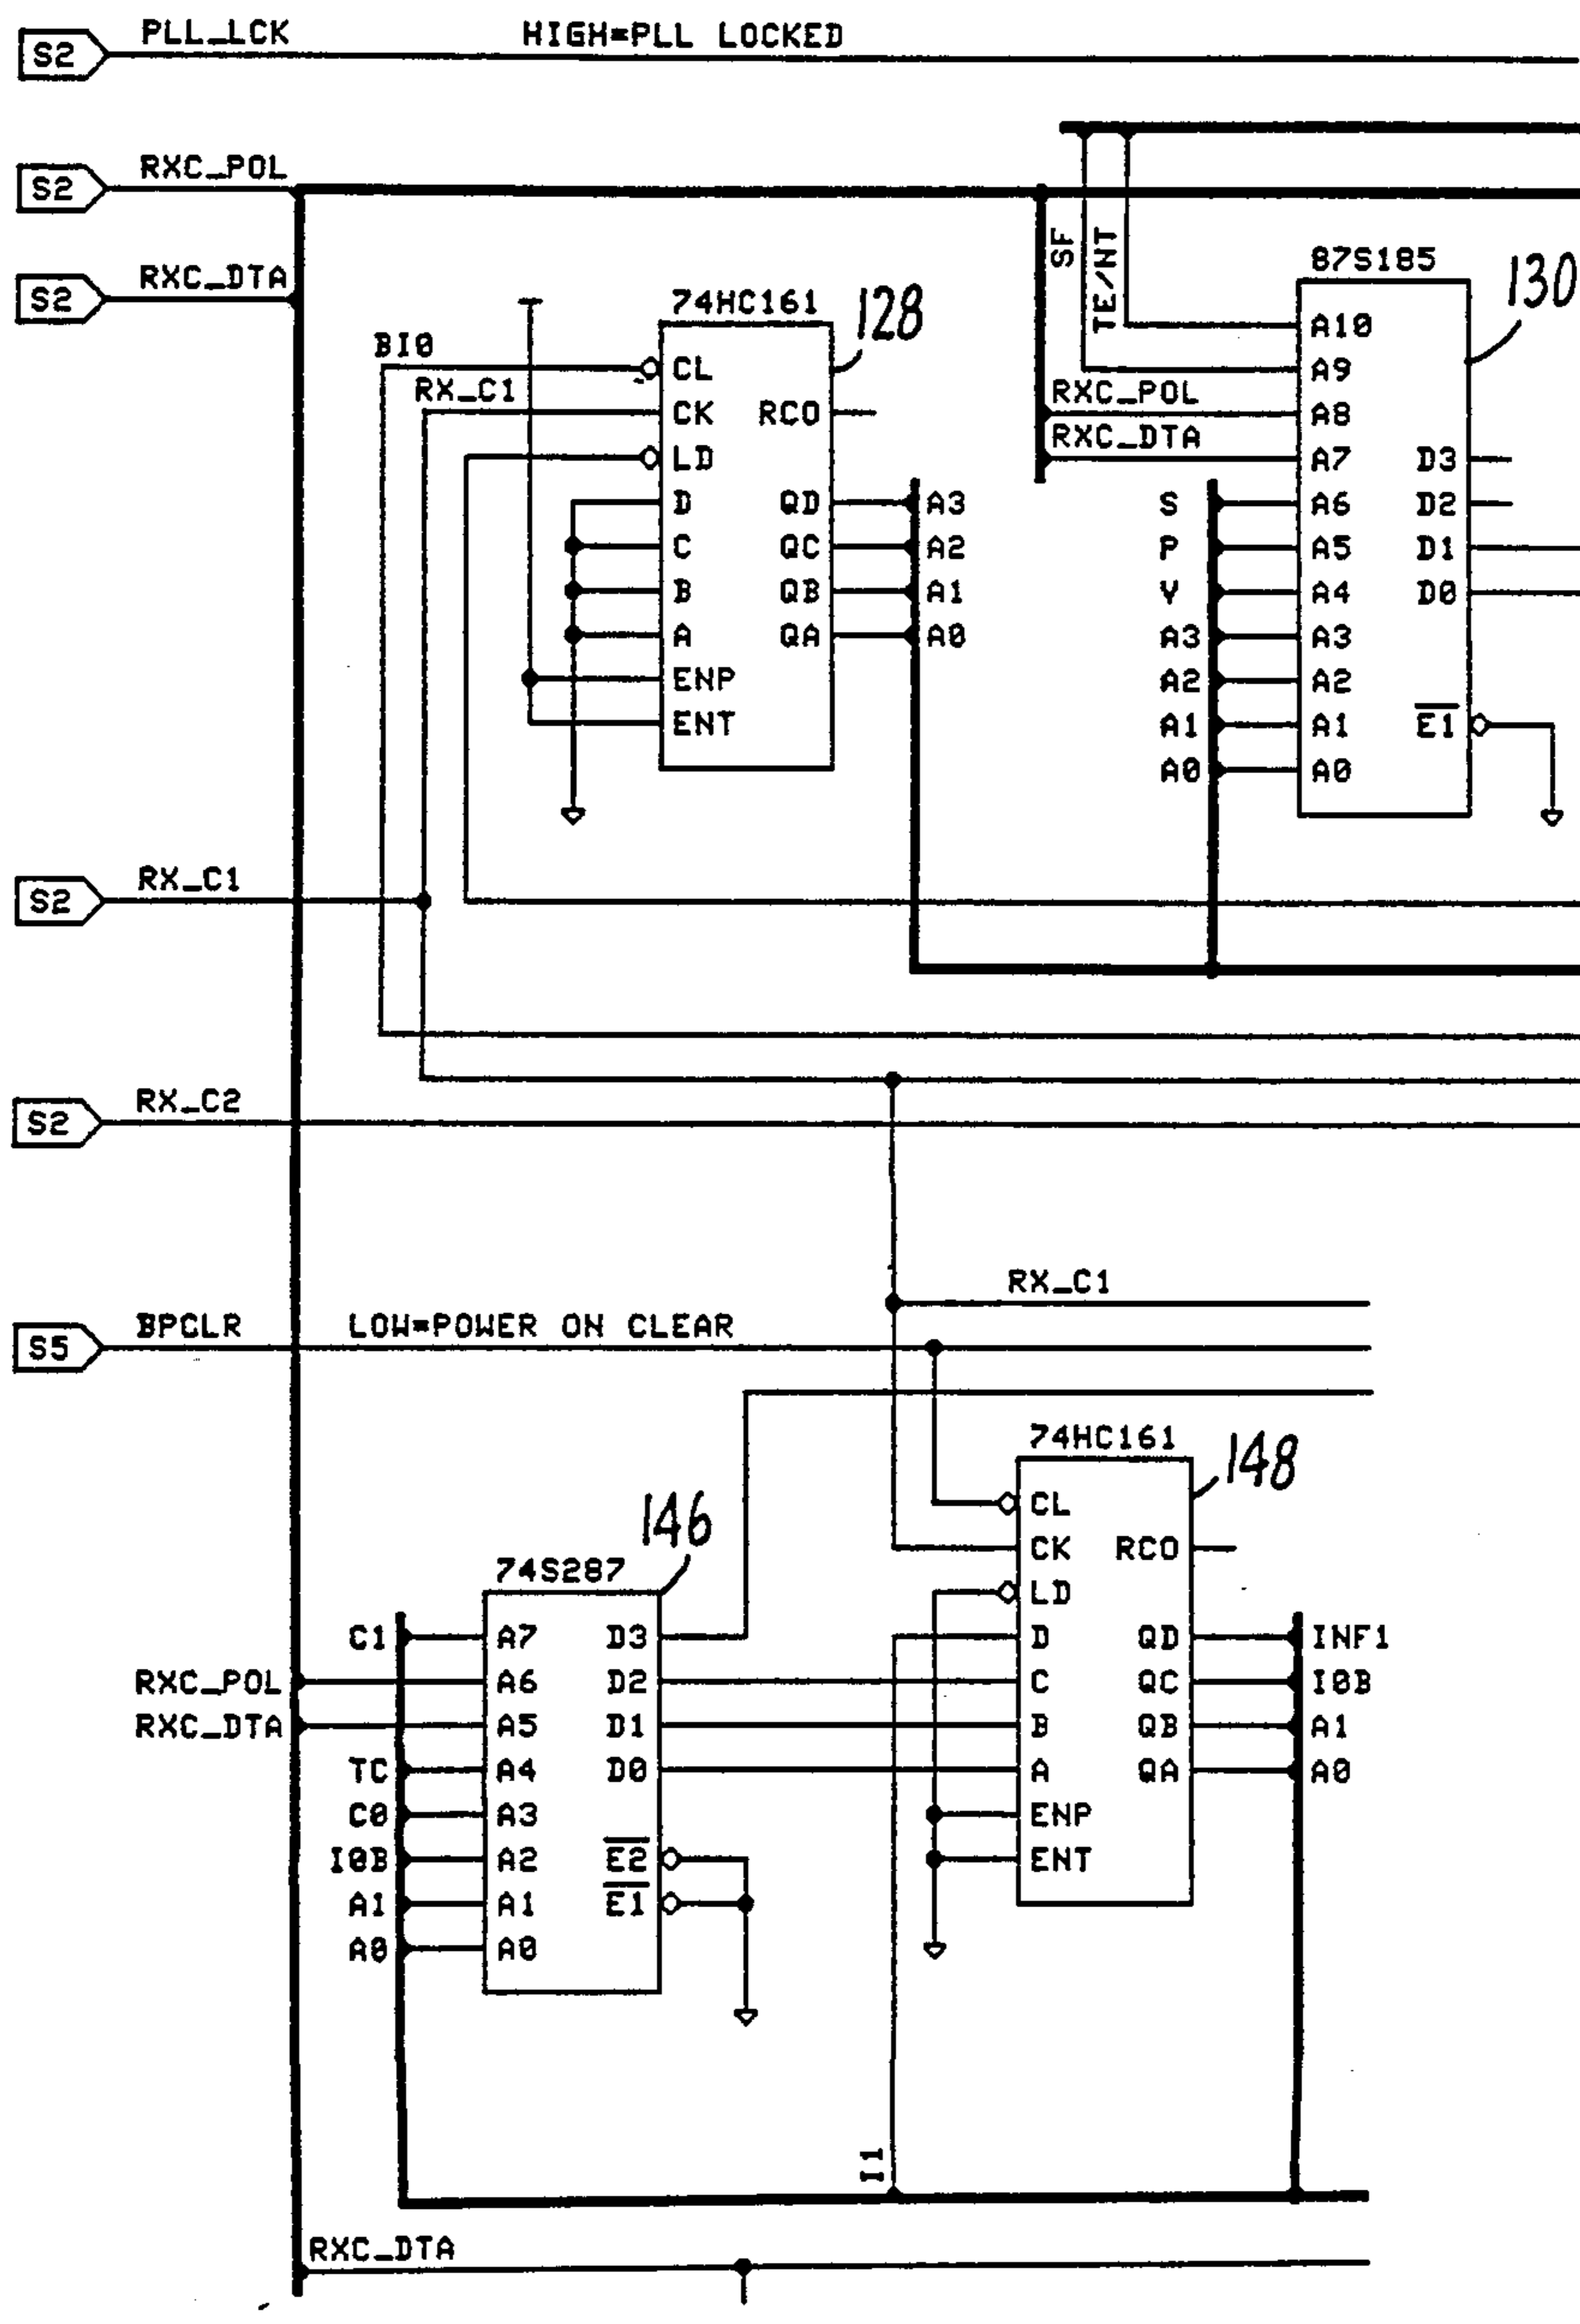 S2 PLL_LCK HIGH=PLL LOCKED
S2 RXC_POL
S2 RXC_DTA
SF
TE/NT
87S185 130
74HC161 128
A10
BI0 CL A9
RX_C1 CK RCO RXC_POL A8
LD RXC_DTA A7 D3
D QD A3 S A6 D2
C QC A2 P A5 D1
B QB A1 V A4 D0
A QA A0 A3 A3
ENP A2 A2
ENT A1 A1 E1
A0 A0
S2 RX_C1
S2 RX_C2
RX_C1
S5 BPCLR LOW=POWER ON CLEAR
74HC161 148
CL
146
CK RCO
74S287
LD
C1 A7 D3 D QD INF1
RXC_POL A6 D2 C QC I0B
RXC_DTA A5 D1 B QB A1
TC A4 D0 A QA A0
C0 A3 ENP
I0B A2 E2 ENT
A1 A1 E1
A0 A0
I1
RXC_DTA